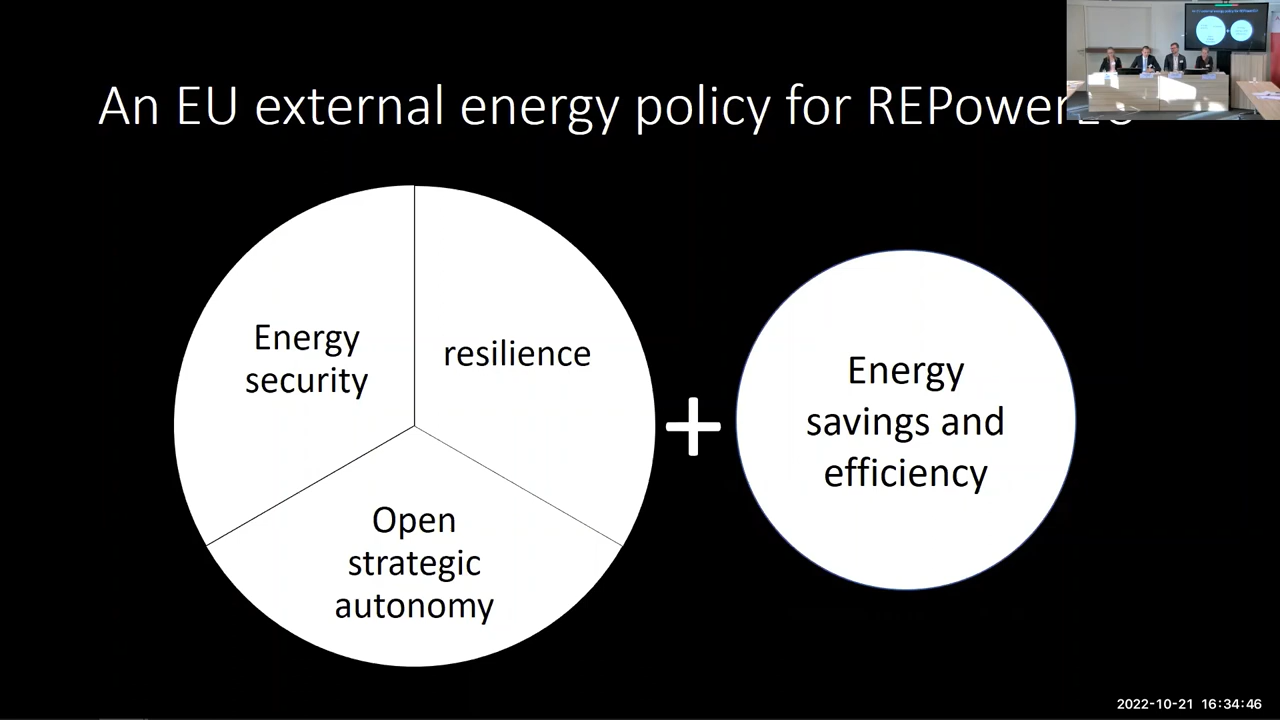 An EU external energy policy for REPowerEU
Energy
security
resilience
Open
strategic
autonomy
+
Energy
savings and
efficiency
2022-10-21 16:34:46